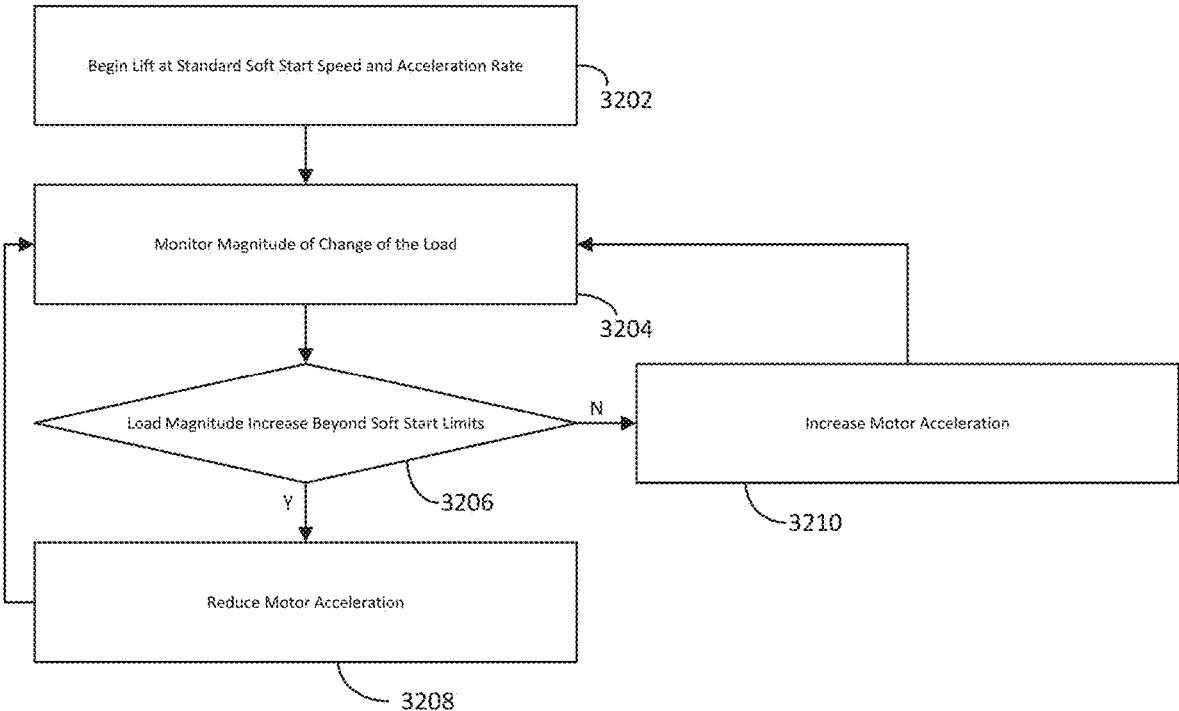 Begin Lift at Standard Soft Start Speed and Acceleration Rate
3202
Monitor Magnitude of Change of the Load
3204
Load Magnitude Increase Beyond Soft Start Limits
N
Increase Motor Acceleration
3206
Y
3210
Reduce Motor Acceleration
3208